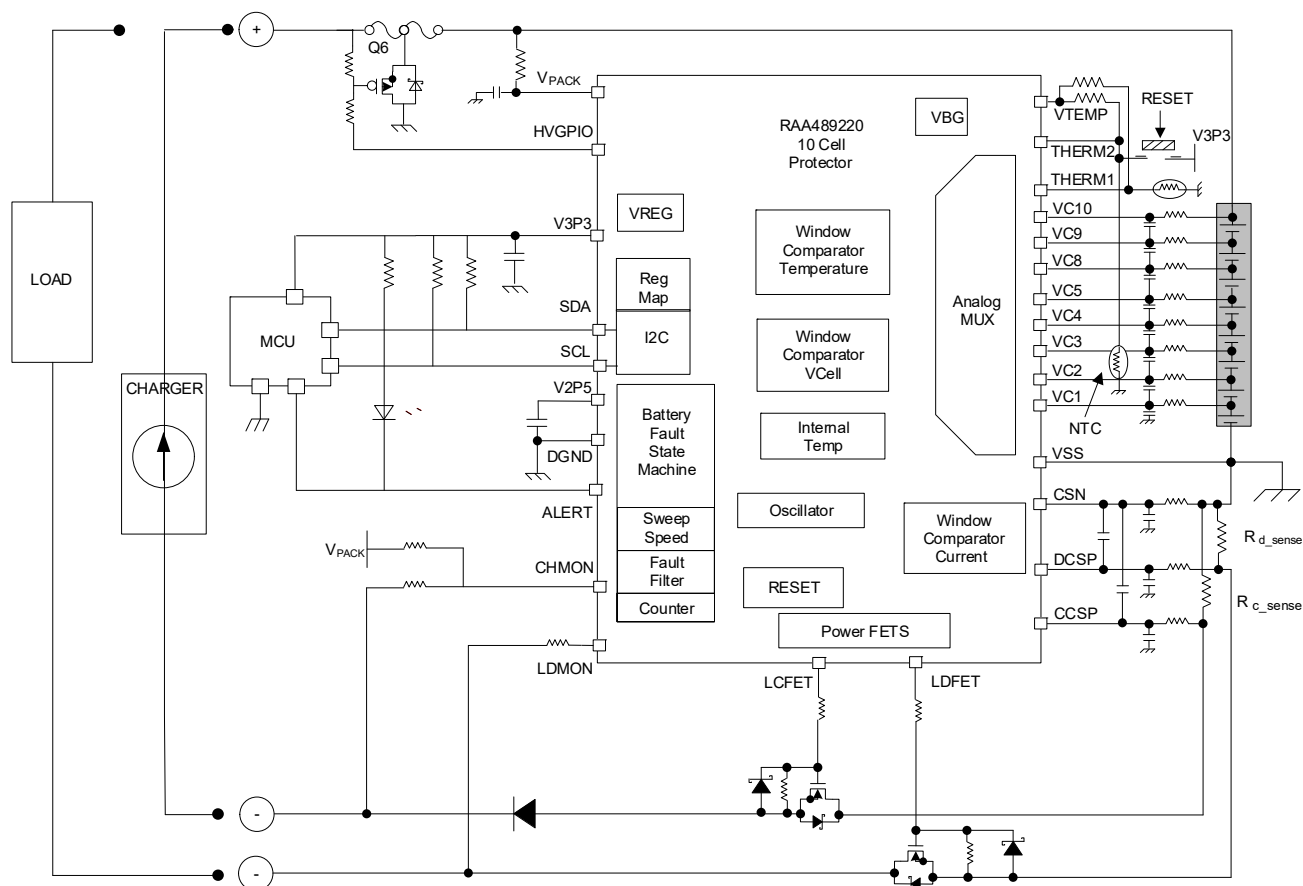 +
Q6
VPACK
HVGPIO
RAA489220
10 Cell
Protector
VBG
VTEMP
RESET
THERM2
V3P3
THERM1
VREG
V3P3
Window
Comparator
Temperature
Analog
MUX
VC10
VC9
VC8
VC5
VC4
VC3
VC2
VC1
NTC
LOAD
Reg
Map
SDA
I2C
MCU
SCL
Window
Comparator
VCell
CHARGER
V2P5
Battery
Fault
State
Machine
DGND
Internal
Temp
VSS
ALERT
Sweep
Speed
Oscillator
Window
Comparator
Current
CSN
Rd_sense
DCSP
VPACK
CHMON
Fault
Filter
Counter
RESET
Rc_sense
CCSP
Power FETS
LDMON
LCFET
LDFET
-
-